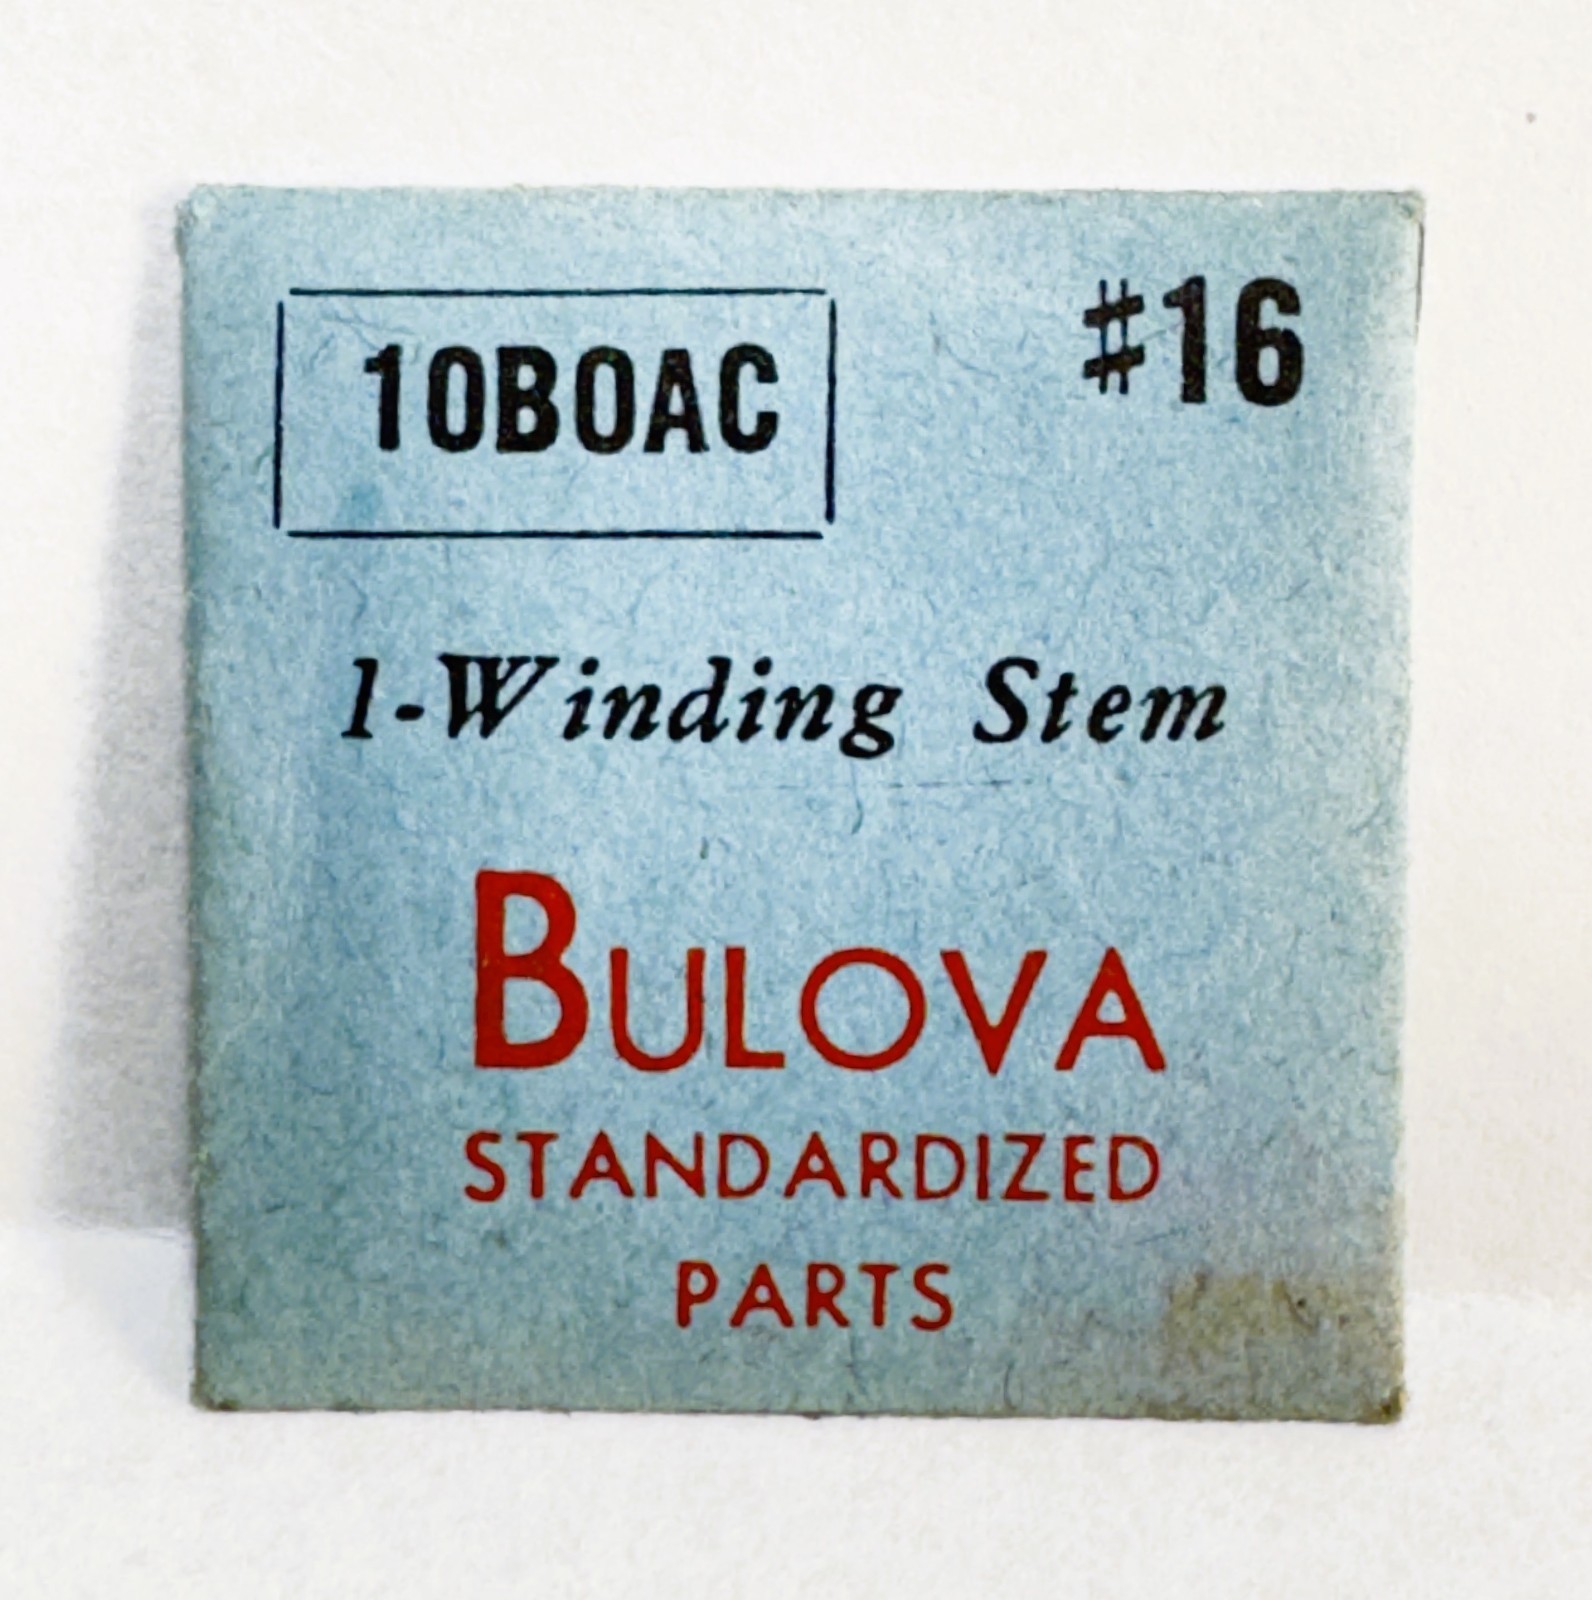 10BOAC
#16
1-Winding Stem
BULOVA
STANDARDIZED
PARTS